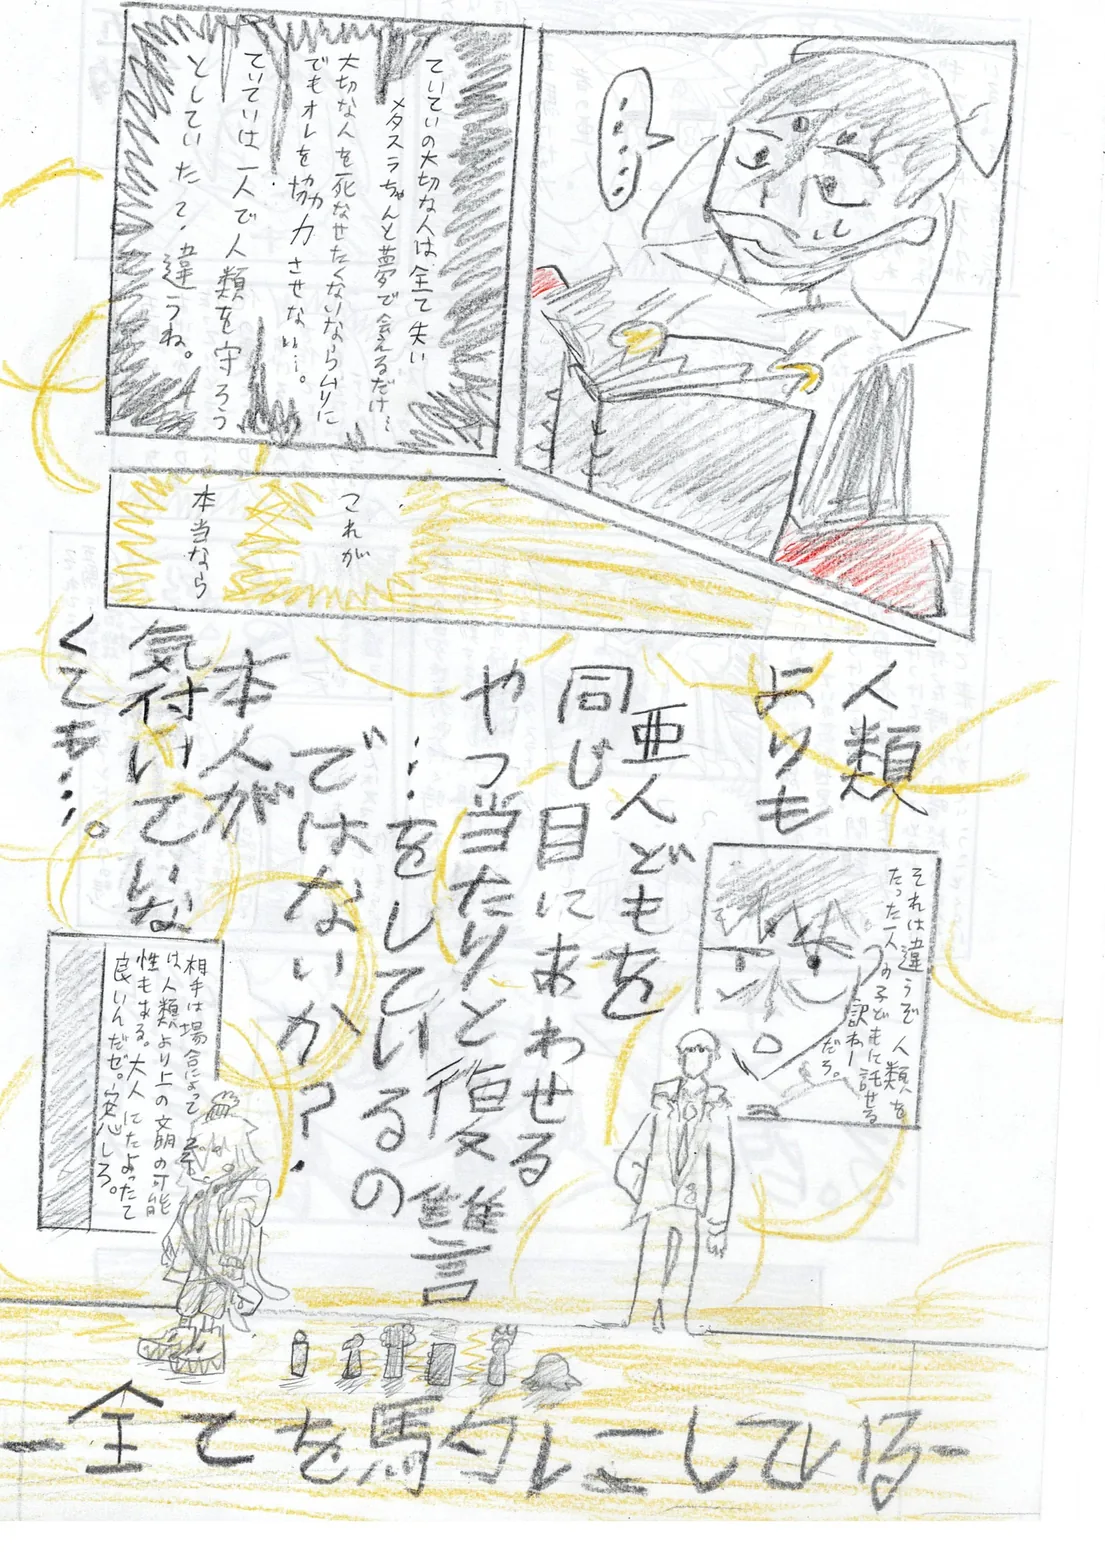 ・・・・・
ていていの大切な人は全て失い
メタスラちゃんと夢で会えるだけ…
大切な人を死なせたくないならムリに
でもオレを協力させない…。
ていていは一人で人類を守ろう
としていたて、違うね。
これが
本当なら
人類
よりも
それは違うぞ人類を
たった一人の子どもに託せる
訳ねー
だろ。
亜人どもを
同じ目にあわせる
やつ当たりと復讐
…をしているの
ではないか?
本人が
気付いていな
くても…。
相手は場合によって
は人類より上の文明の可能
性もある。大人にたよったて
良いんだぜ。安心しろ。
ー全てを駒にしているー